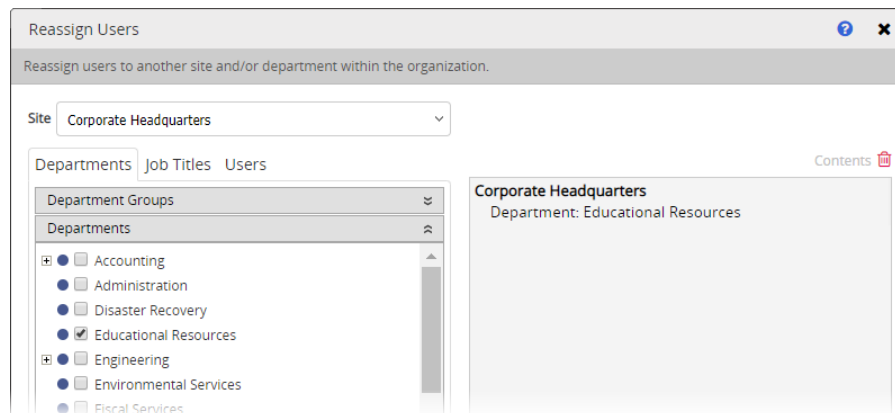 Reassign Users
Reassign users to another site and/or department within the organization.
Site Corporate Headquarters
Departments Job Titles Users
Department Groups
Departments
Accounting
Administration
Disaster Recovery
Educational Resources
Engineering
Environmental Services
Fiscal Services
Contents
Corporate Headquarters
Department: Educational Resources